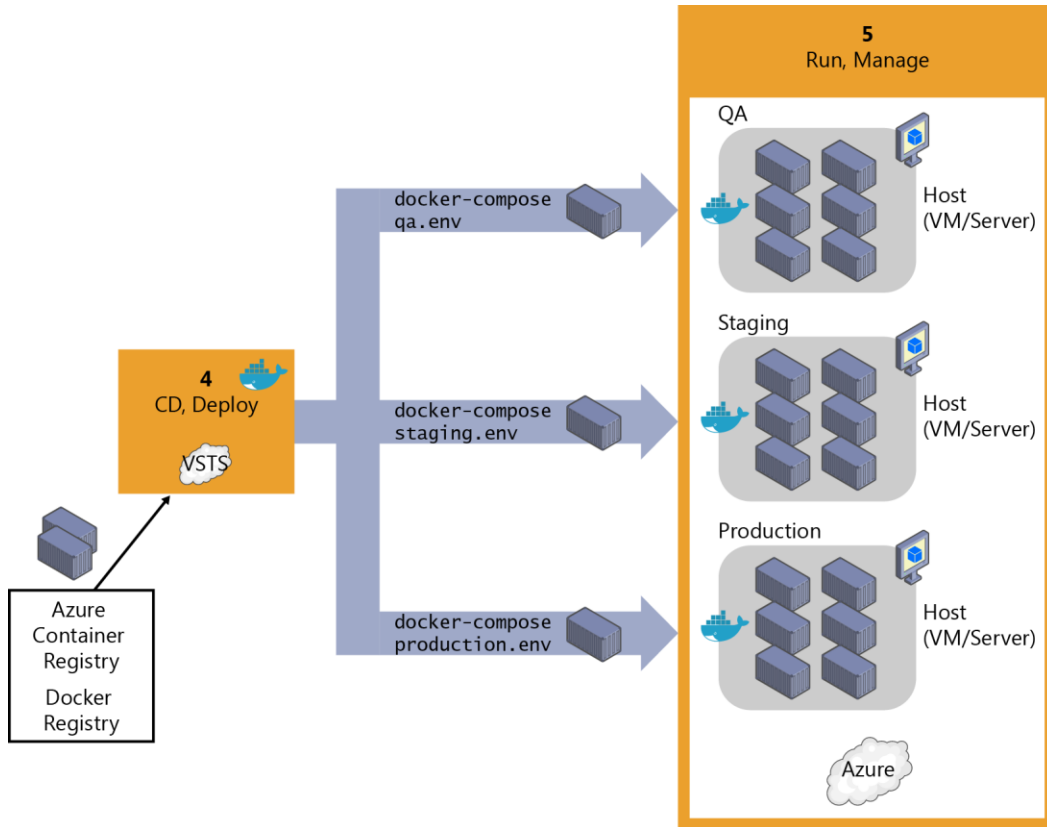 5
Run, Manage
QA
docker-compose
qa.env
Host
(VM/Server)
Staging
4
CD, Deploy
VSTS
docker-compose
staging.env
Host
(VM/Server)
Production
Azure
Container
Registry
Docker
Registry
docker-compose
production.env
Host
(VM/Server)
Azure